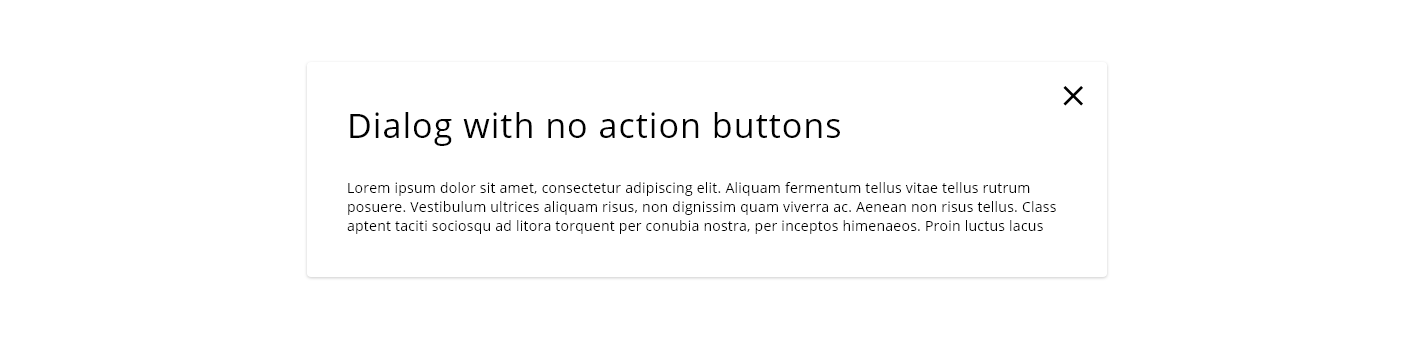 Dialog with no action buttons
Lorem ipsum dolor sit amet, consectetur adipiscing elit. Aliquam fermentum tellus vitae tellus rutrum
posuere. Vestibulum ultrices aliquam risus, non dignissim quam viverra ac. Aenean non risus tellus. Class
aptent taciti sociosqu ad litora torquent per conubia nostra, per inceptos himenaeos. Proin luctus lacus